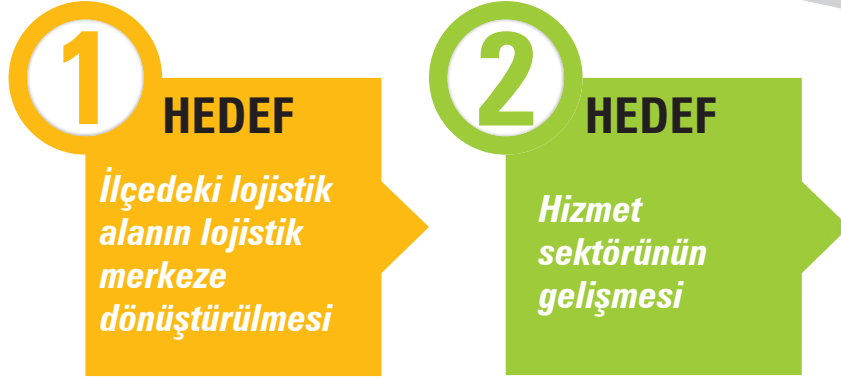 1
HEDEF
İlçedeki lojistik
alanın lojistik
merkeze
dönüştürülmesi
2
HEDEF
Hizmet
sektörünün
gelişmesi